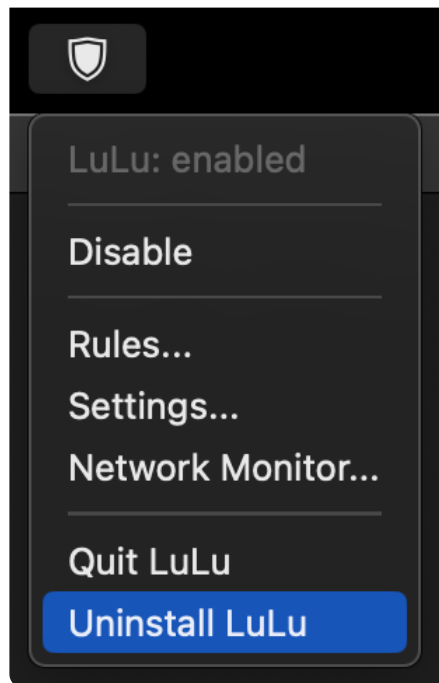 LuLu: enabled
Disable
Rules...
Settings...
Network Monitor...
Quit LuLu
Uninstall LuLu